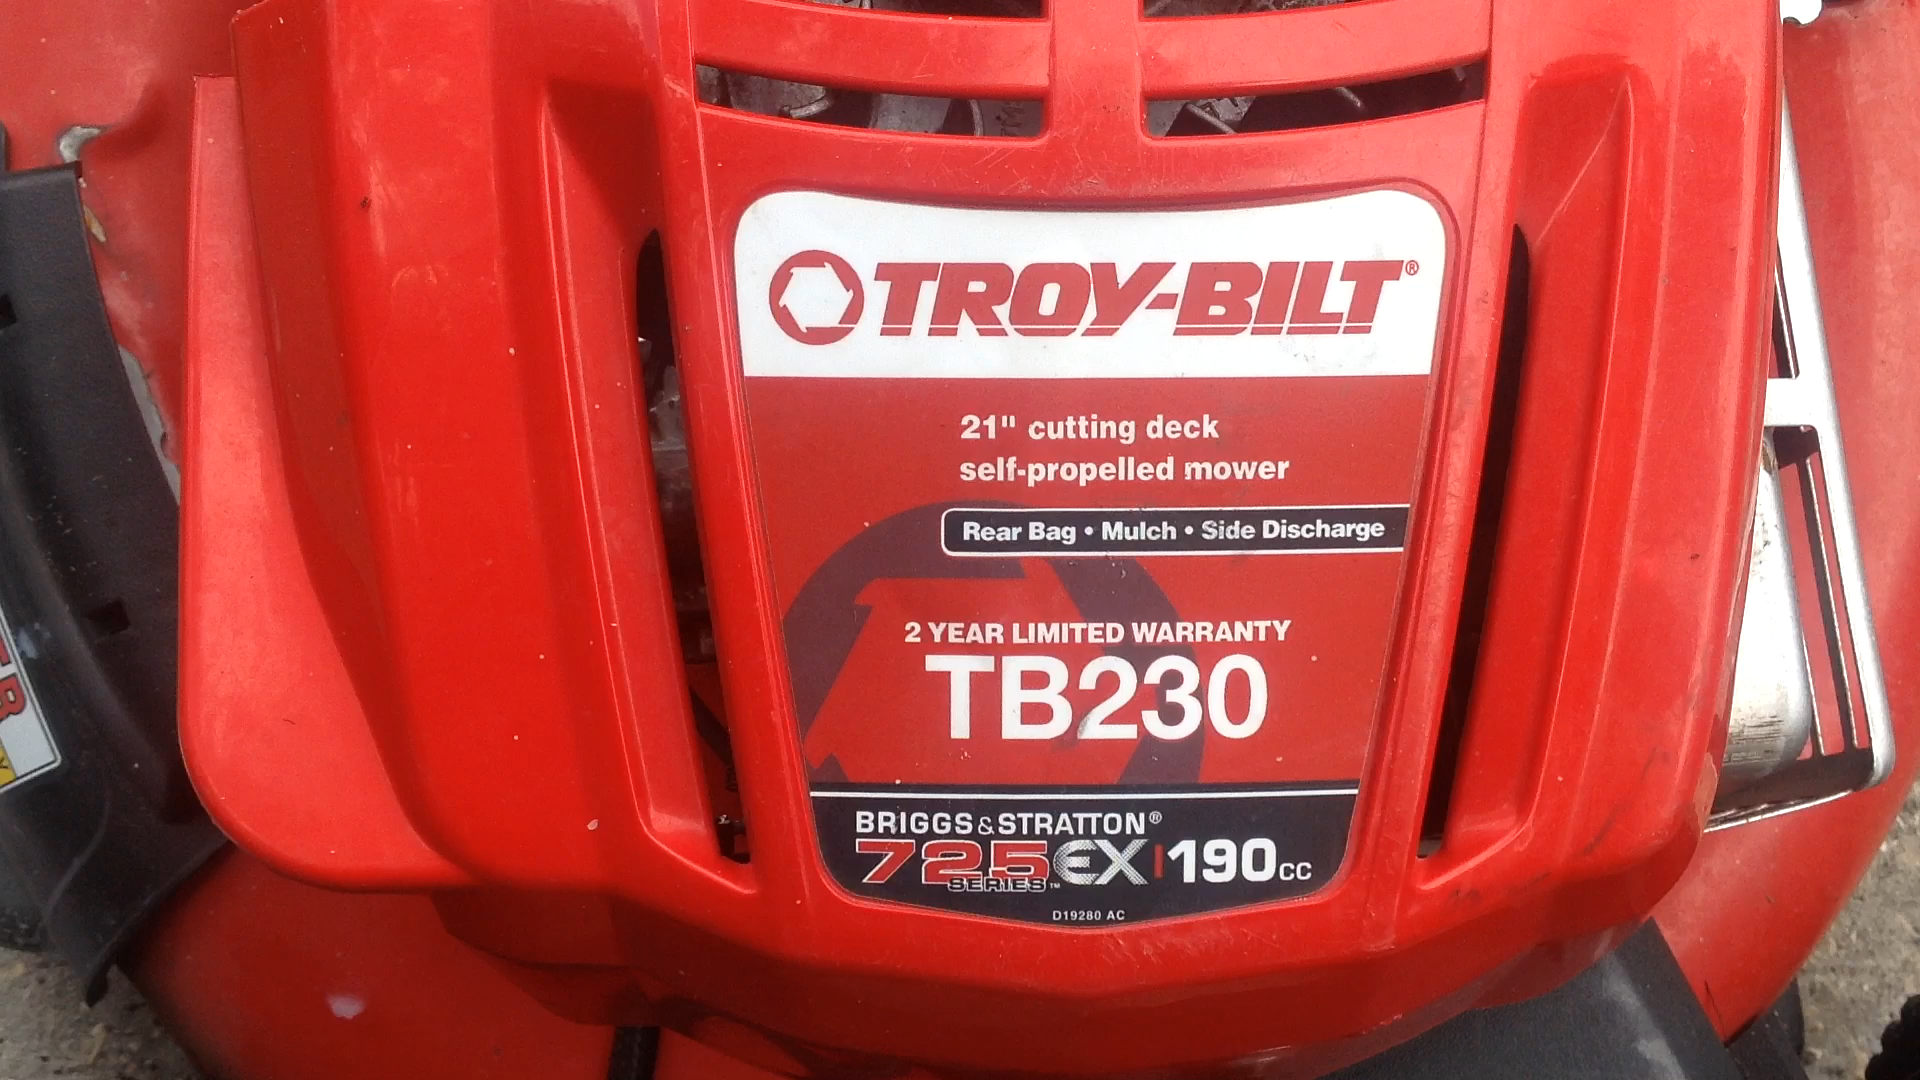 TROY-BILT®
21" cutting deck
self-propelled mower
Rear Bag • Mulch • Side Discharge
2 YEAR LIMITED WARRANTY
TB230
BRIGGS & STRATTON®
725 EX | 190cc
SERIES™
D19280 AC